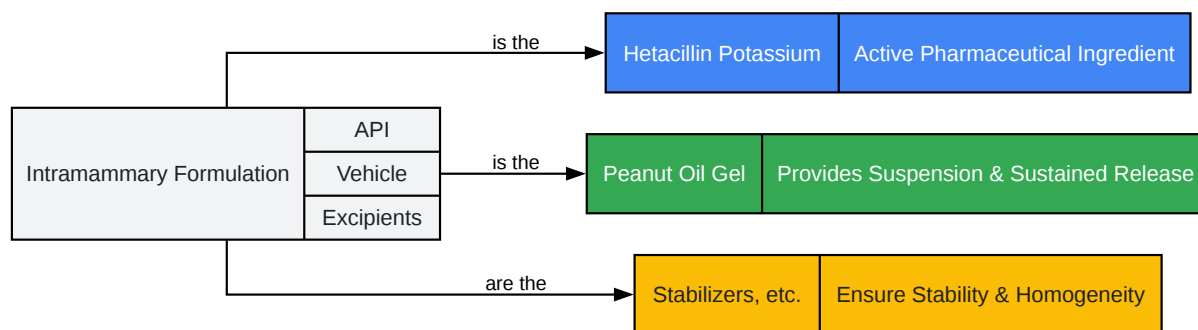 is the
Hetacillin Potassium
Active Pharmaceutical Ingredient
Intramammary Formulation
API
Vehicle
Excipients
is the
Peanut Oil Gel
Provides Suspension & Sustained Release
are the
Stabilizers, etc.
Ensure Stability & Homogeneity